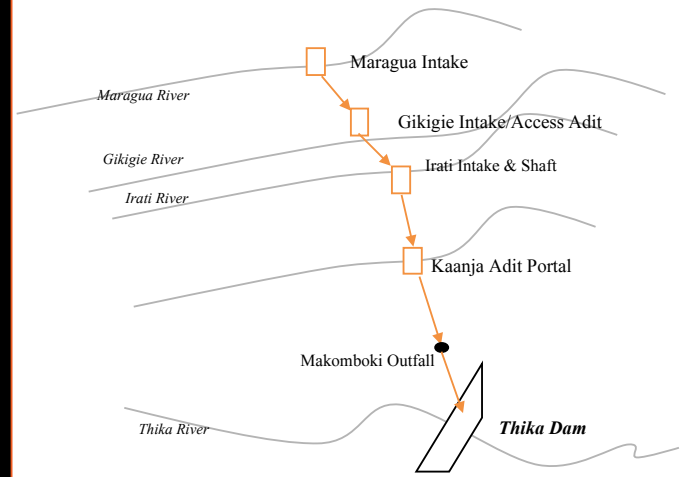 Maragua Intake
Maragua River
Gikigie Intake/Access Adit
Gikigie River
Irati Intake & Shaft
Irati River
Kaanja Adit Portal
Makomboki Outfall
Thika River
Thika Dam